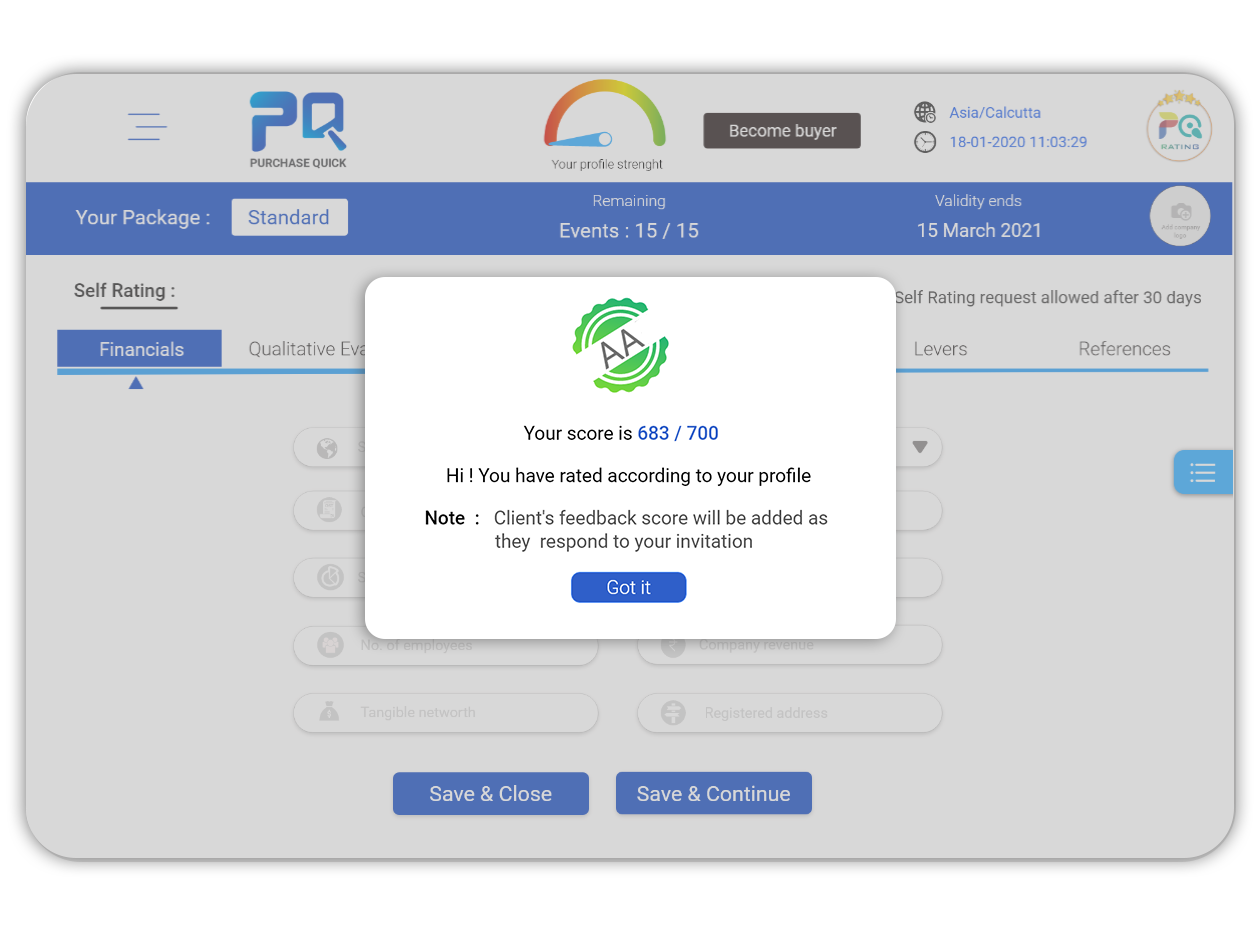 PQ
PURCHASE QUICK
Your profile strenght
Become buyer
Asia/Calcutta
18-01-2020 11:03:29
PQ
RATING
Your Package :
Standard
Remaining
Events : 15 / 15
Validity ends
15 March 2021
Add company
logo
Self Rating :
Self Rating request allowed after 30 days
Financials
Qualitative Eva
Levers
References
AA
Your score is 683 / 700
Hi ! You have rated according to your profile
Note : Client's feedback score will be added as
they respond to your invitation
Got it
No. of employees
Company revenue
Tangible networth
Registered address
Save & Close
Save & Continue